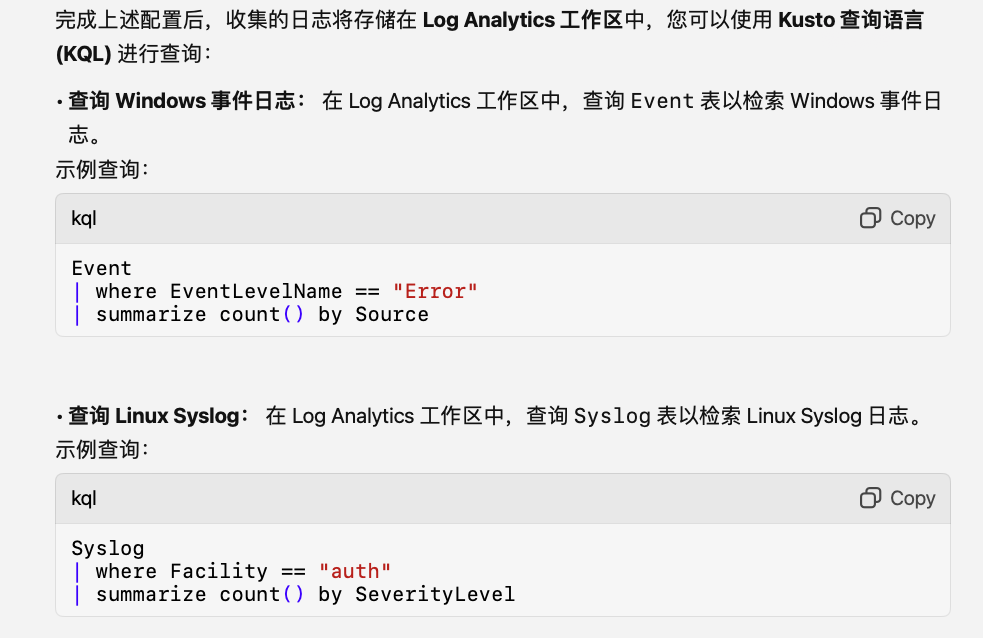 完成上述配置后，收集的日志将存储在 Log Analytics 工作区中，您可以使用 Kusto 查询语言
(KQL) 进行查询：
• 查询 Windows 事件日志： 在 Log Analytics 工作区中，查询 Event 表以检索 Windows 事件日
志。
示例查询：
kql
Copy
Event
| where EventLevelName == "Error"
| summarize count() by Source
• 查询 Linux Syslog： 在 Log Analytics 工作区中，查询 Syslog 表以检索 Linux Syslog 日志。
示例查询：
kql
Copy
Syslog
| where Facility == "auth"
| summarize count() by SeverityLevel